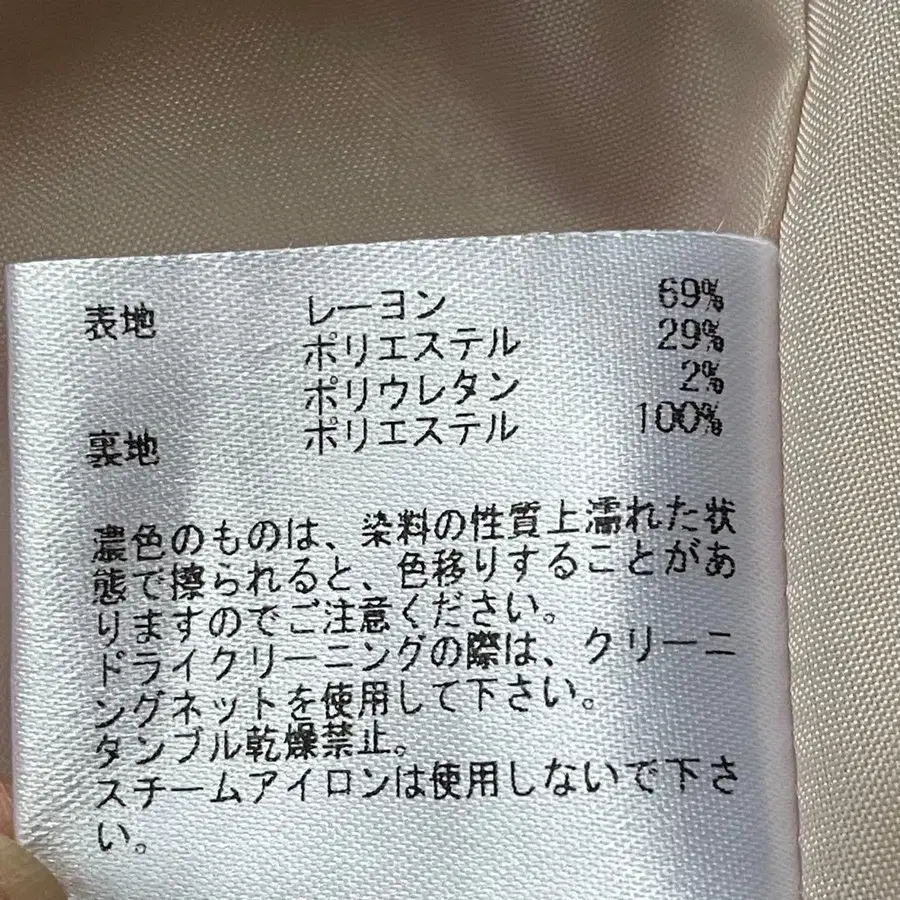 表地 レーヨン 69%
ポリエステル 29%
ポリウレタン 2%
裏地 ポリエステル 100%
濃色のものは、染料の性質上濡れた状
態で擦られると、色移りすることがあ
りますのでご注意ください。
ドライクリーニングの際は、クリーニ
ングネットを使用して下さい。
タンブル乾燥禁止。
スチームアイロンは使用しないで下さ
い。